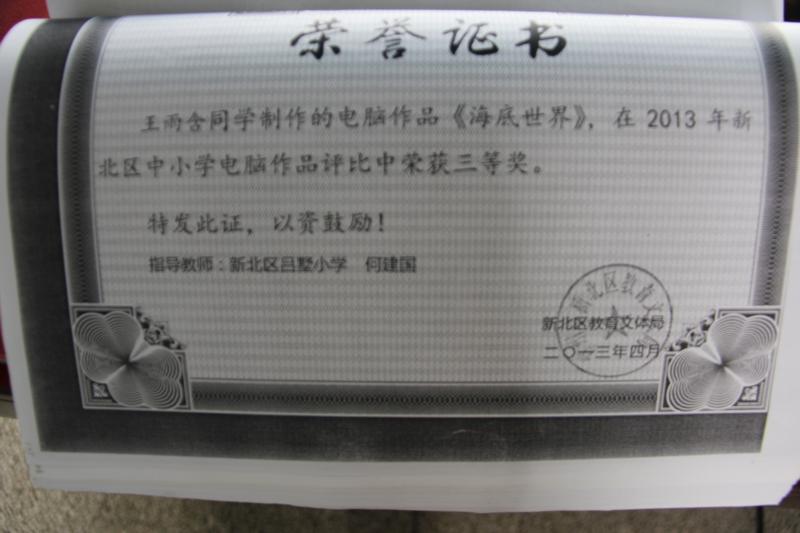 荣誉证书
王雨含同学制作的电脑作品《海底世界》，在 2013 年新
北区中小学电脑作品评比中荣获三等奖。
特发此证，以资鼓励！
指导教师：新北区吕墅小学 何建国
新北区教育文体局
二〇一三年四月